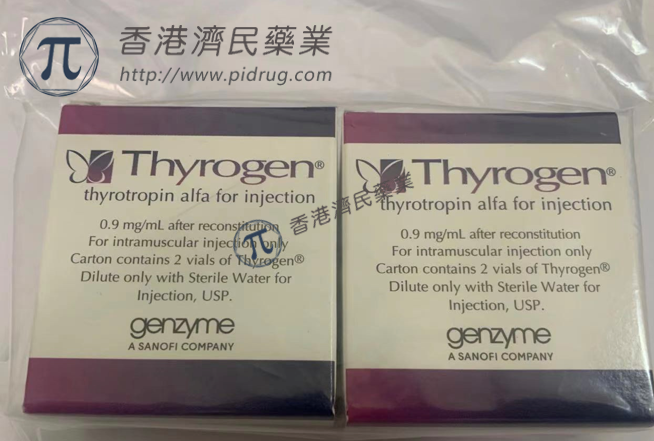 π 香港濟民藥業
http://www.pidrug.com
Thyrogen®
thyrotropin alfa for injection
0.9 mg/mL after reconstitution
For intramuscular injection only
Carton contains 2 vials of Thyrogen®
Dilute only with Sterile Water for
Injection, USP.
genzyme
A SANOFI COMPANY
Thyrogen®
thyrotropin alfa for injection
0.9 mg/mL after reconstitution
For intramuscular injection only
Carton contains 2 vials of Thyrogen®
Dilute only with Sterile Water for
Injection, USP.
genzyme
A SANOFI COMPANY
π 香港濟民藥業